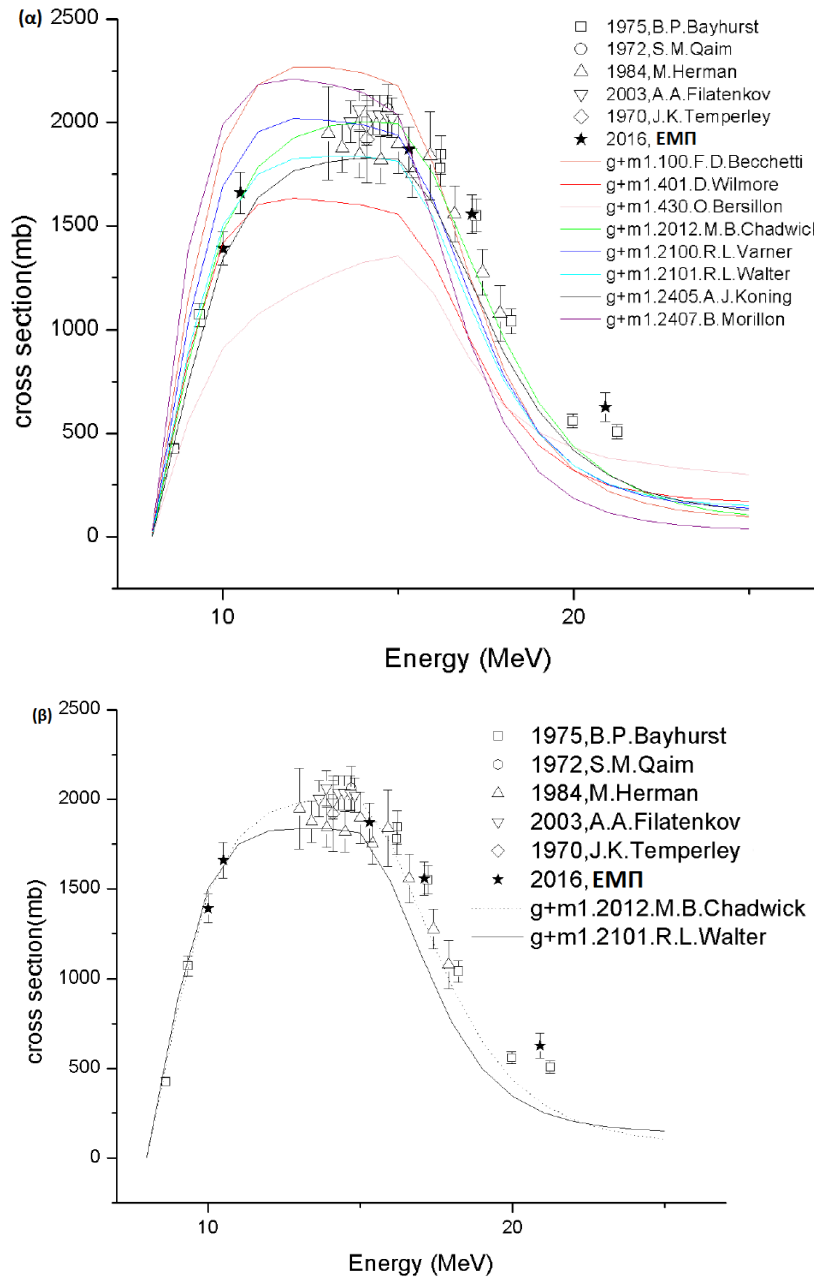 (α)
2500
2000
1500
1000
500
0
cross section(mb)
10
20
Energy (MeV)
1975,B.P.Bayhurst
1972,S.M.Qaim
1984,M.Herman
2003,A.A.Filatenkov
1970,J.K.Temperley
2016, ΕΜΠ
g+m1.100.F.D.Becchetti
g+m1.401.D.Wilmore
g+m1.430.O.Bersillon
g+m1.2012.M.B.Chadwick
g+m1.2100.R.L.Varner
g+m1.2101.R.L.Walter
g+m1.2405.A.J.Koning
g+m1.2407.B.Morillon
(β)
2500
2000
1500
1000
500
0
cross section(mb)
10
20
Energy (MeV)
1975,B.P.Bayhurst
1972,S.M.Qaim
1984,M.Herman
2003,A.A.Filatenkov
1970,J.K.Temperley
2016, ΕΜΠ
g+m1.2012.M.B.Chadwick
g+m1.2101.R.L.Walter